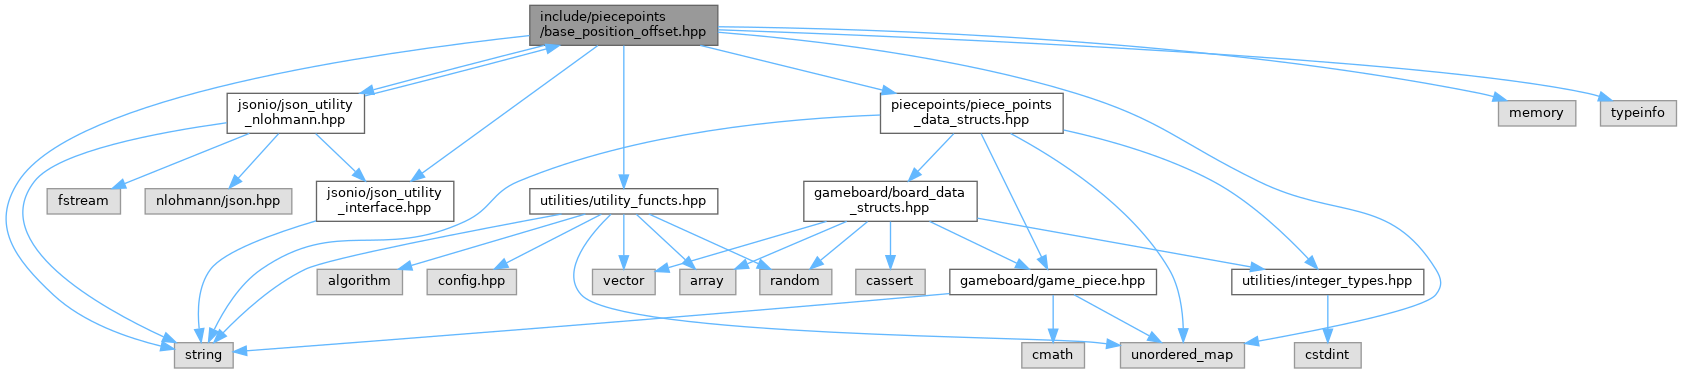 include/piecepoints
/base_position_offset.hpp
jsonio/json_utility
_nlohmann.hpp
piecepoints/piece_points
_data_structs.hpp
memory
typeinfo
fstream
nlohmann/json.hpp
jsonio/json_utility
_interface.hpp
utilities/utility_functs.hpp
gameboard/board_data
_structs.hpp
algorithm
config.hpp
vector
array
random
cassert
gameboard/game_piece.hpp
utilities/integer_types.hpp
string
cmath
unordered_map
cstdint